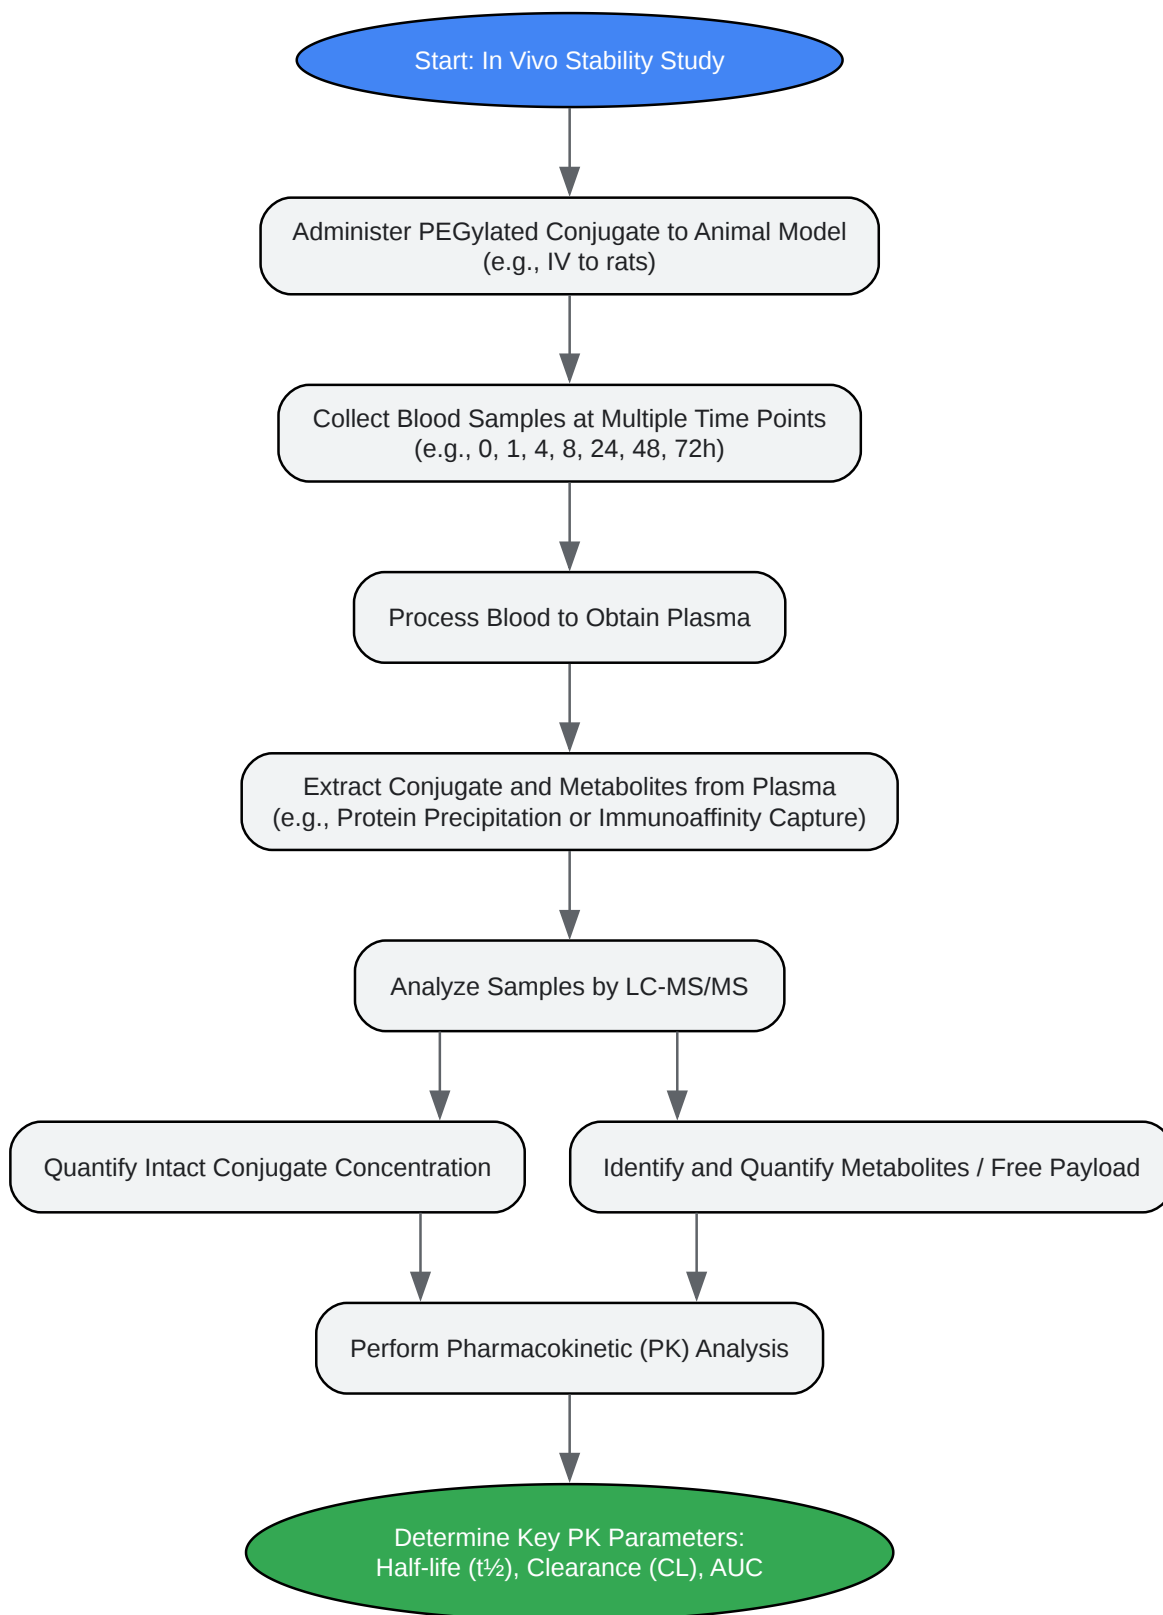 Start: In Vivo Stability Study
Administer PEGylated Conjugate to Animal Model
(e.g., IV to rats)
Collect Blood Samples at Multiple Time Points
(e.g., 0, 1, 4, 8, 24, 48, 72h)
Process Blood to Obtain Plasma
Extract Conjugate and Metabolites from Plasma
(e.g., Protein Precipitation or Immunoaffinity Capture)
Analyze Samples by LC-MS/MS
Quantify Intact Conjugate Concentration
Identify and Quantify Metabolites / Free Payload
Perform Pharmacokinetic (PK) Analysis
Determine Key PK Parameters:
Half-life (t½), Clearance (CL), AUC